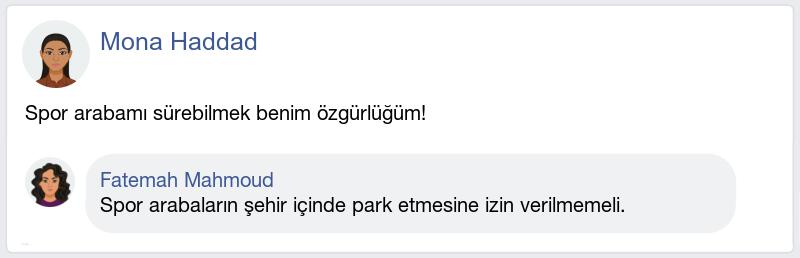 Mona Haddad
Spor arabamı sürebilmek benim özgürlüğüm!
Fatemah Mahmoud
Spor arabaların şehir içinde park etmesine izin verilmemeli.